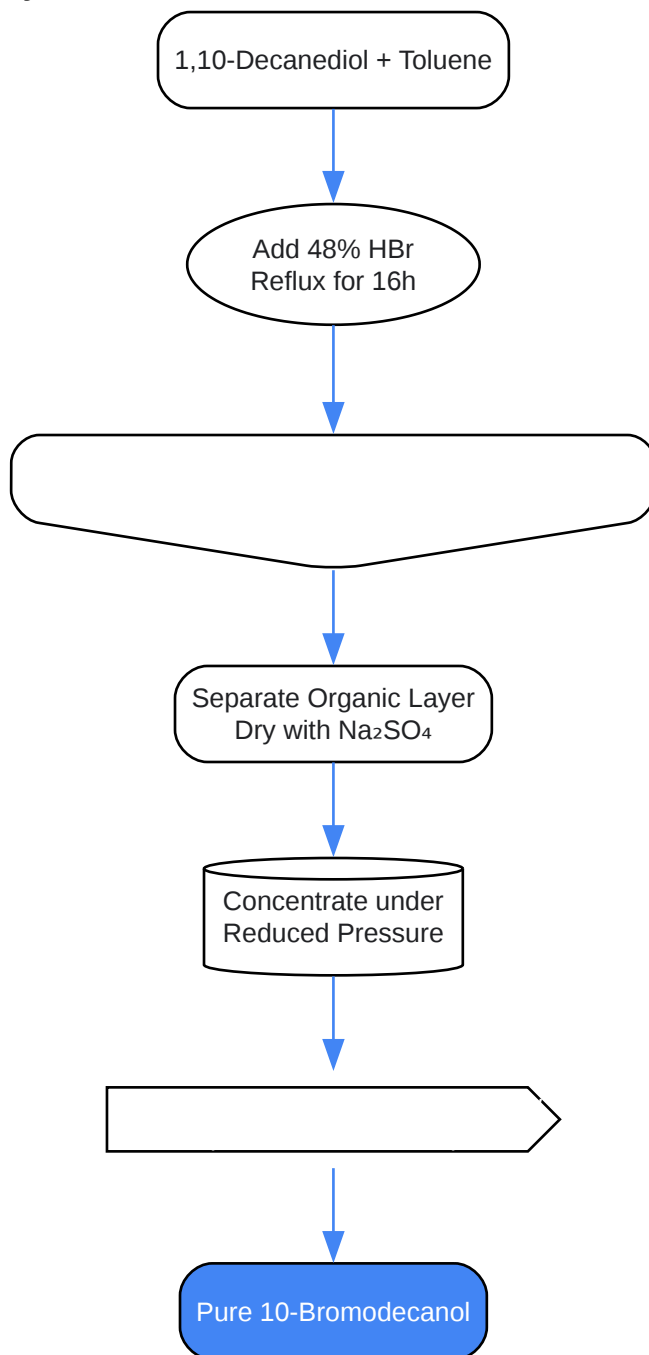 1,10-Decanediol + Toluene
Add 48% HBr
Reflux for 16h
Separate Organic Layer
Dry with Na₂SO₄
Concentrate under
Reduced Pressure
Pure 10-Bromodecanol